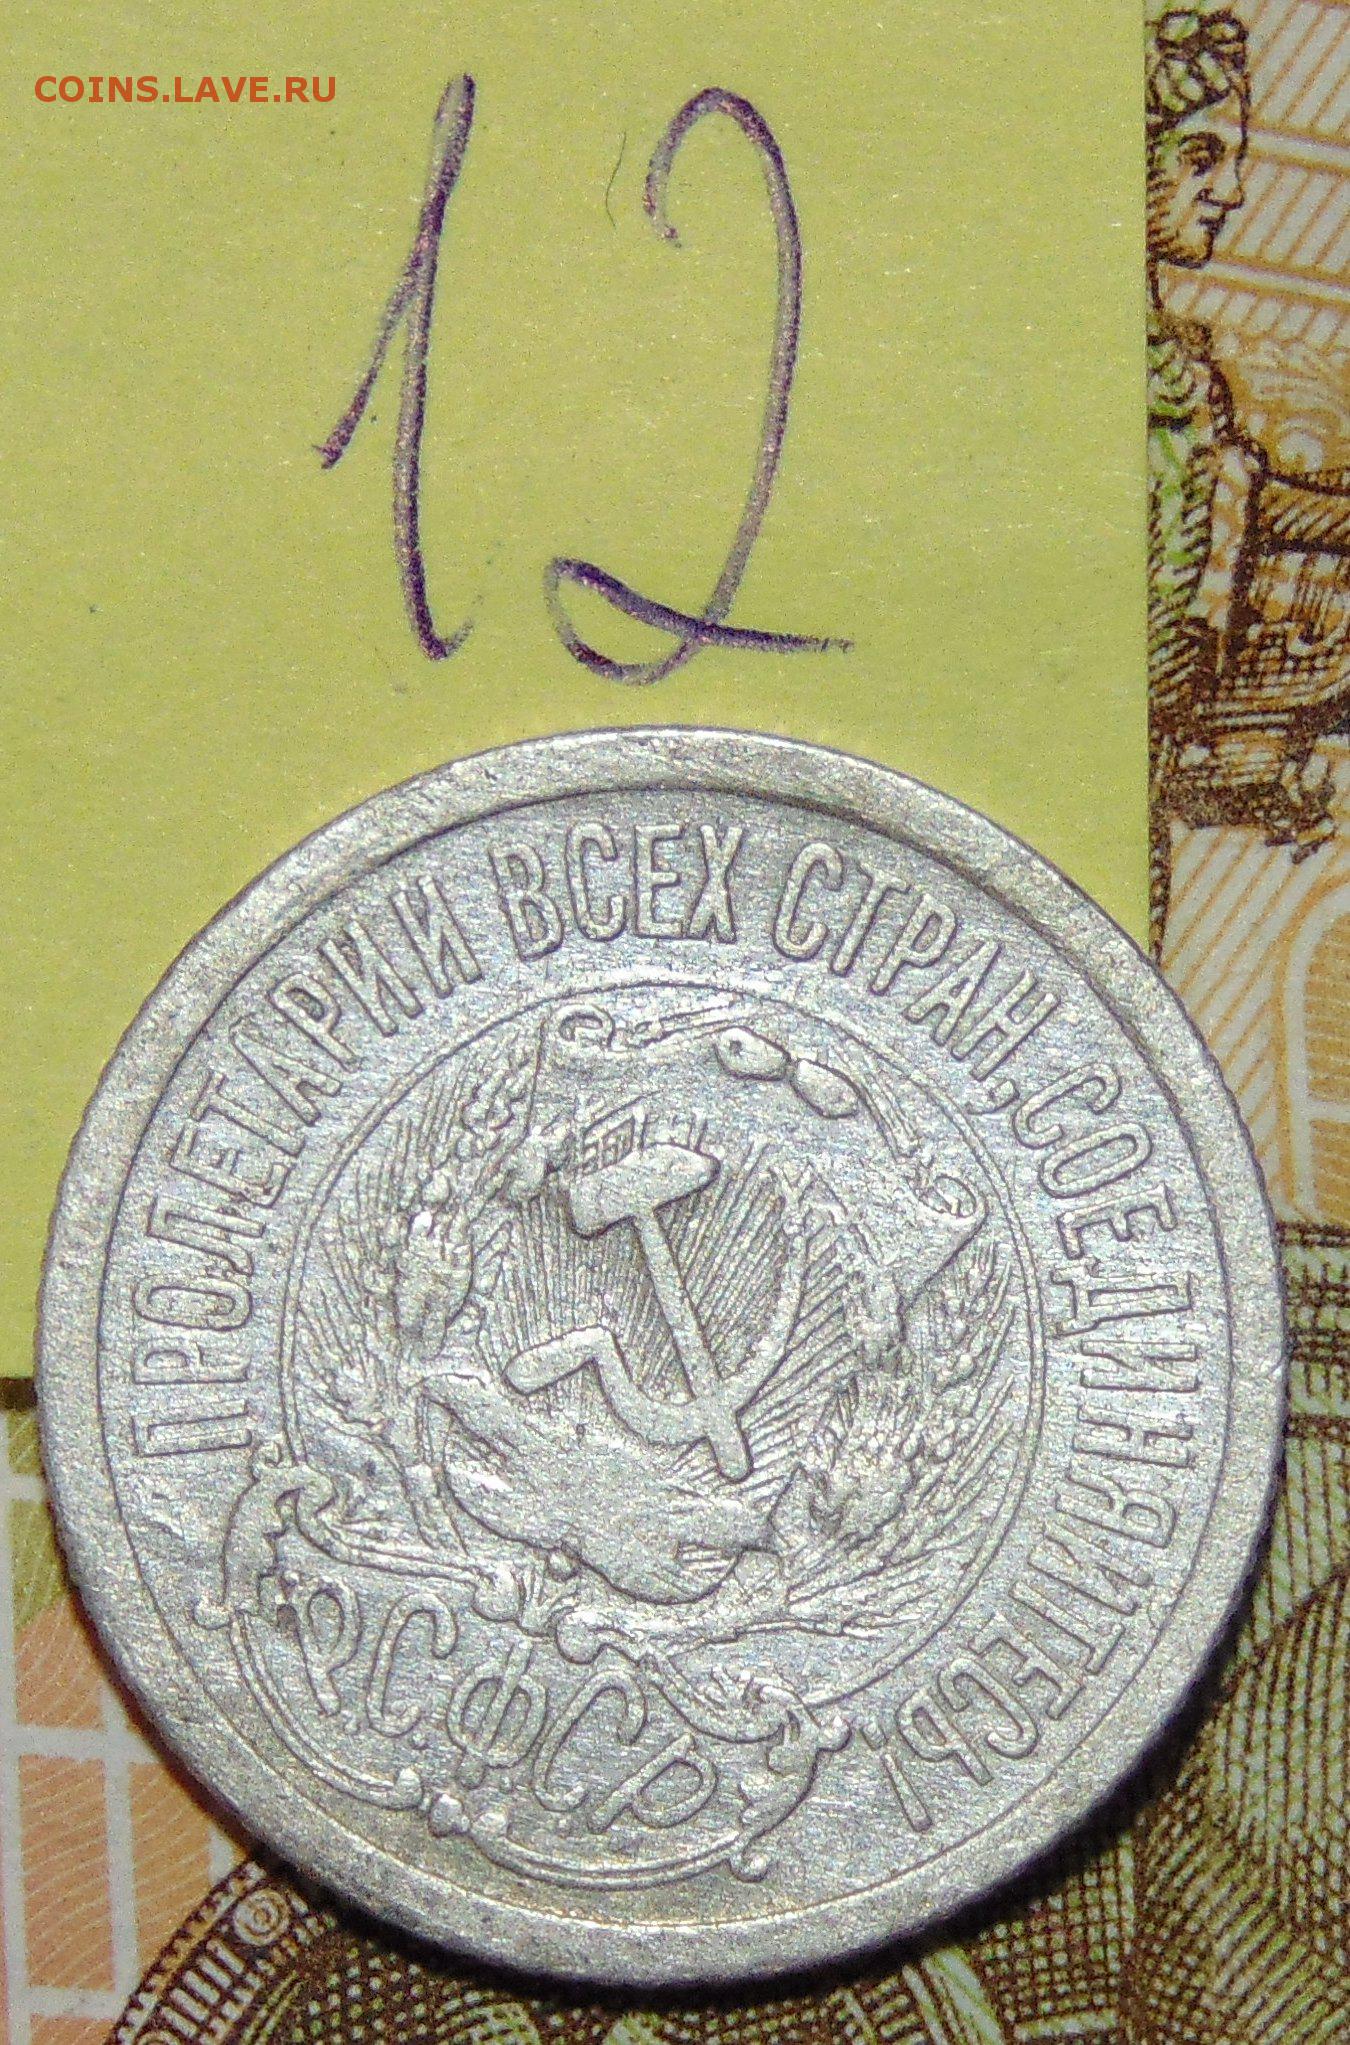 COINS.LAVE.RU
12
ПРОЛЕТАРИИ ВСЕХ СТРАН, СОЕДИНЯЙТЕСЬ!
Р.С.Ф.С.Р.